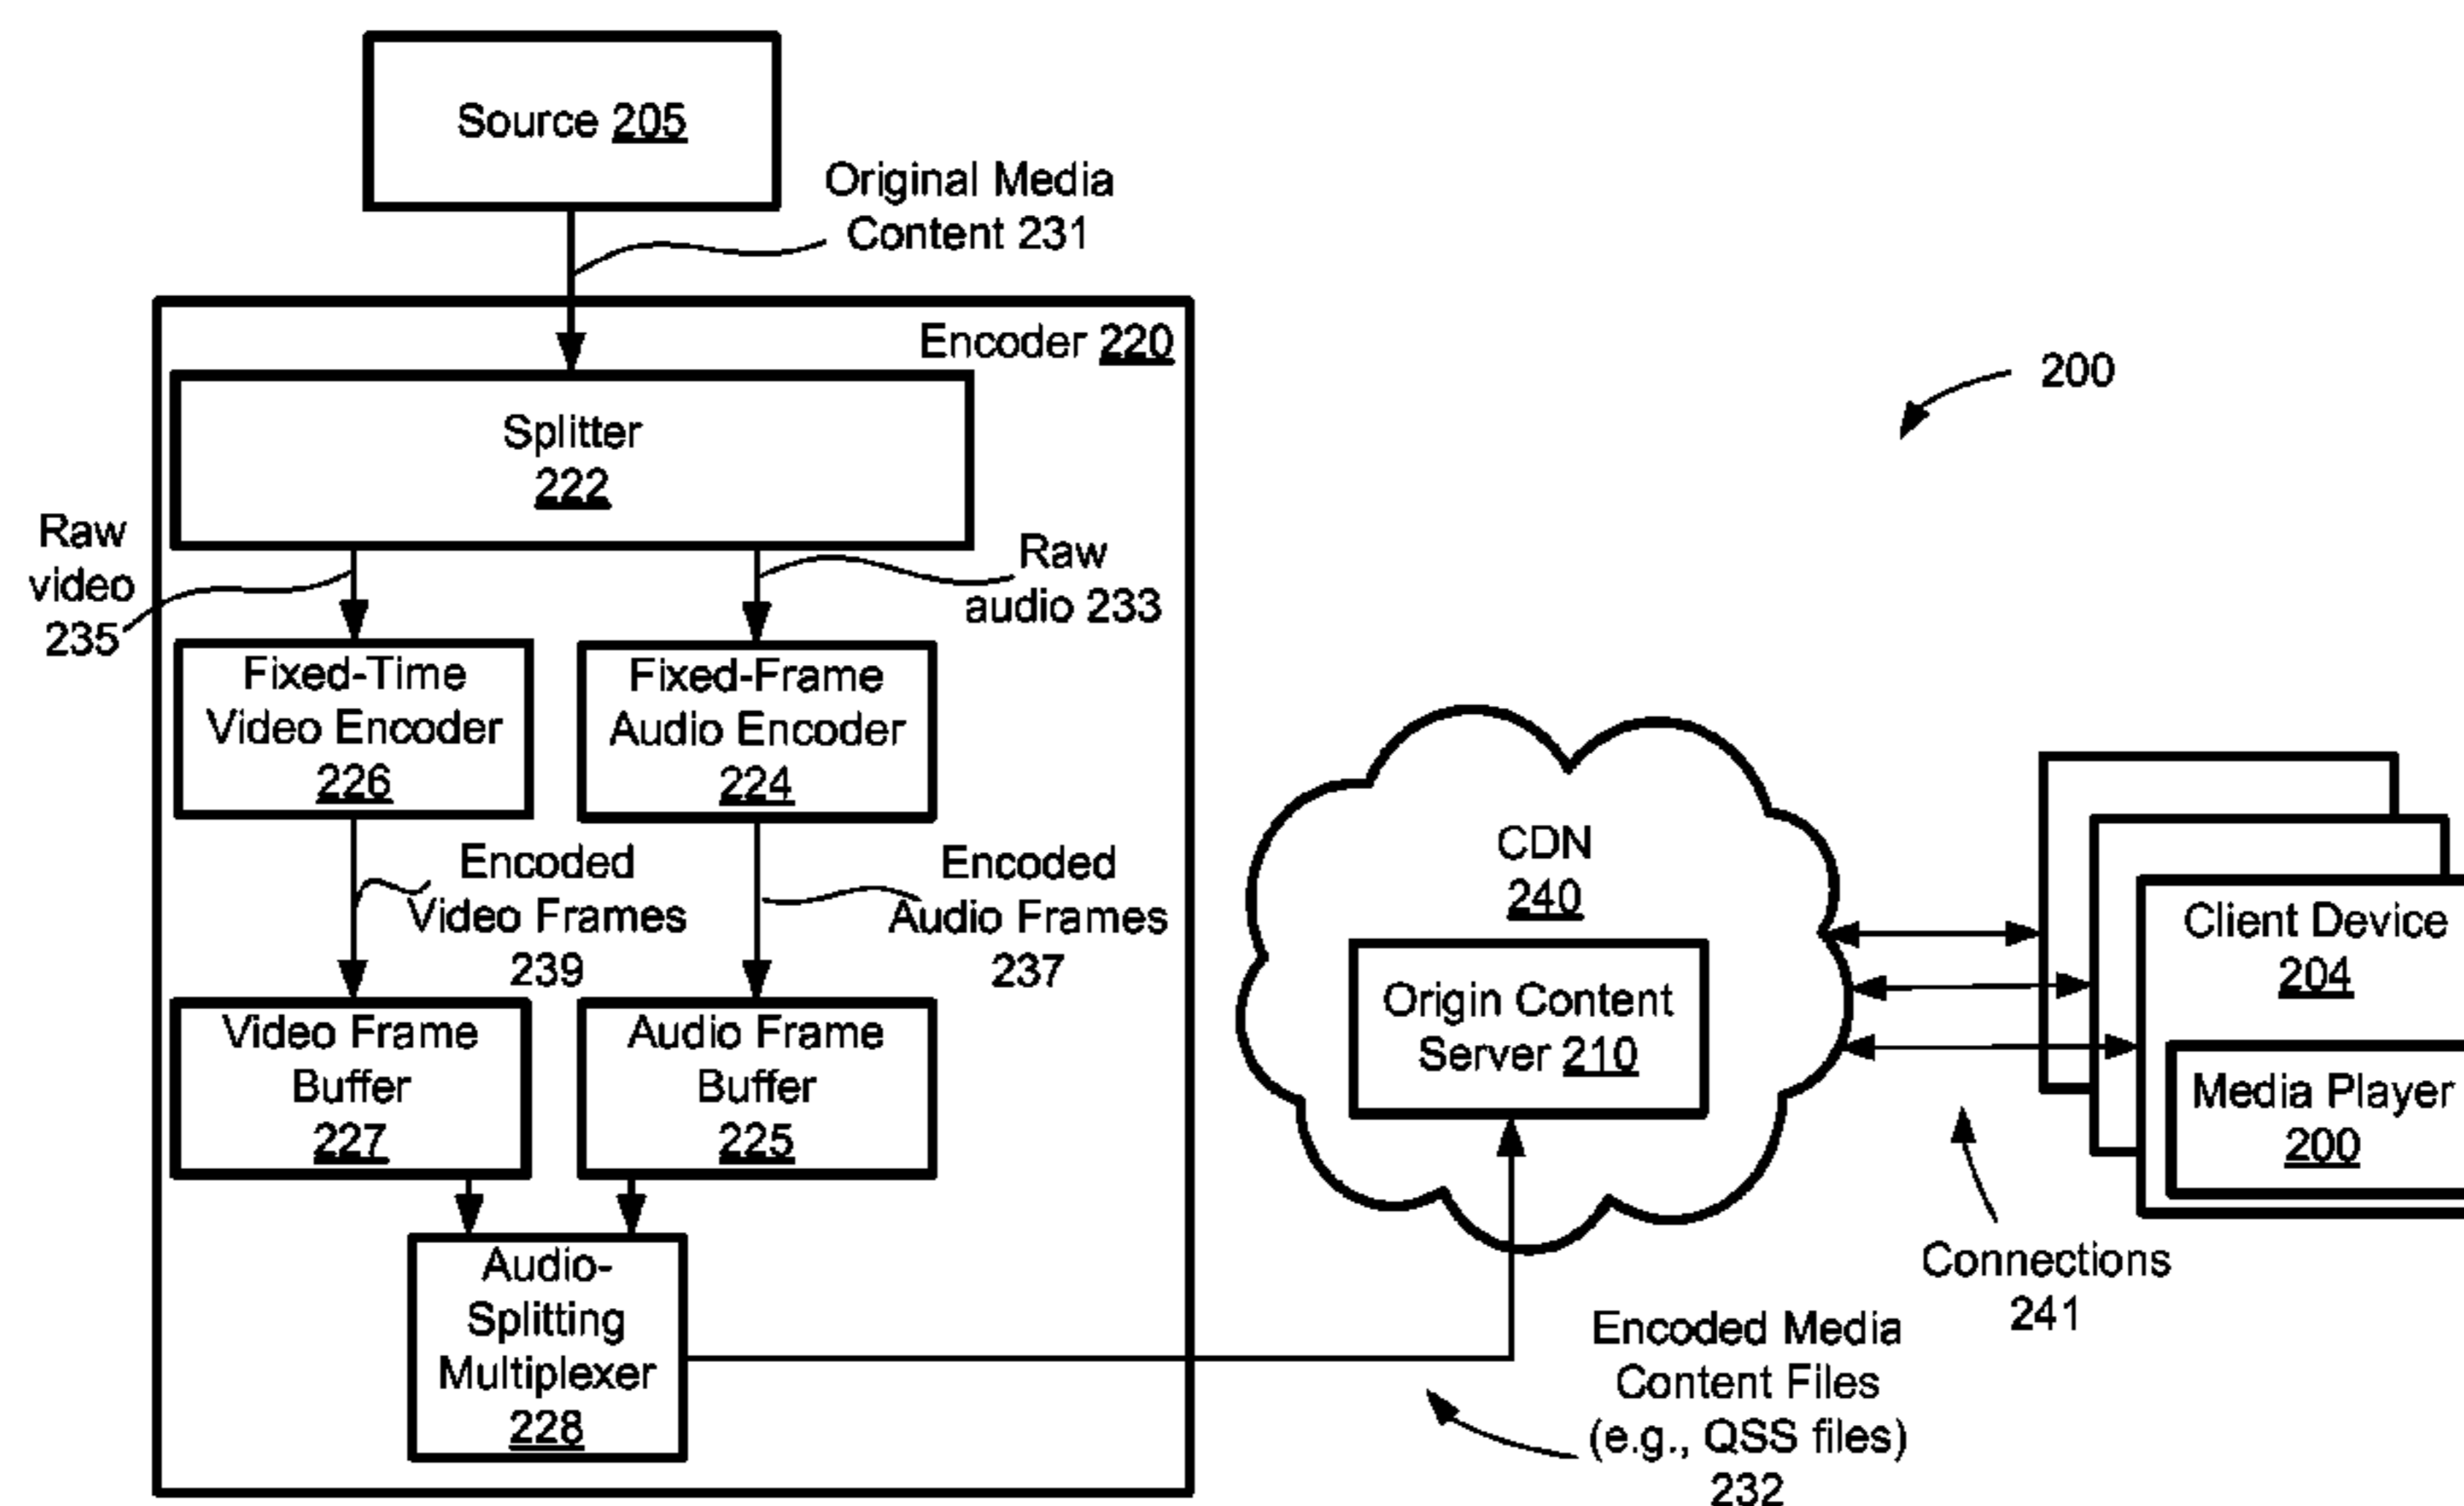 Source 205
Original Media
Content 231
Encoder 220
200
Splitter
222
Raw
video
235
Raw
audio 233
Fixed-Time
Video Encoder
226
Fixed-Frame
Audio Encoder
224
Encoded
Video Frames
239
Encoded
Audio Frames
237
Video Frame
Buffer
227
Audio Frame
Buffer
225
Audio-
Splitting
Multiplexer
228
CDN
240
Origin Content
Server 210
Client Device
204
Media Player
200
Connections
241
Encoded Media
Content Files
(e.g., QSS files)
232